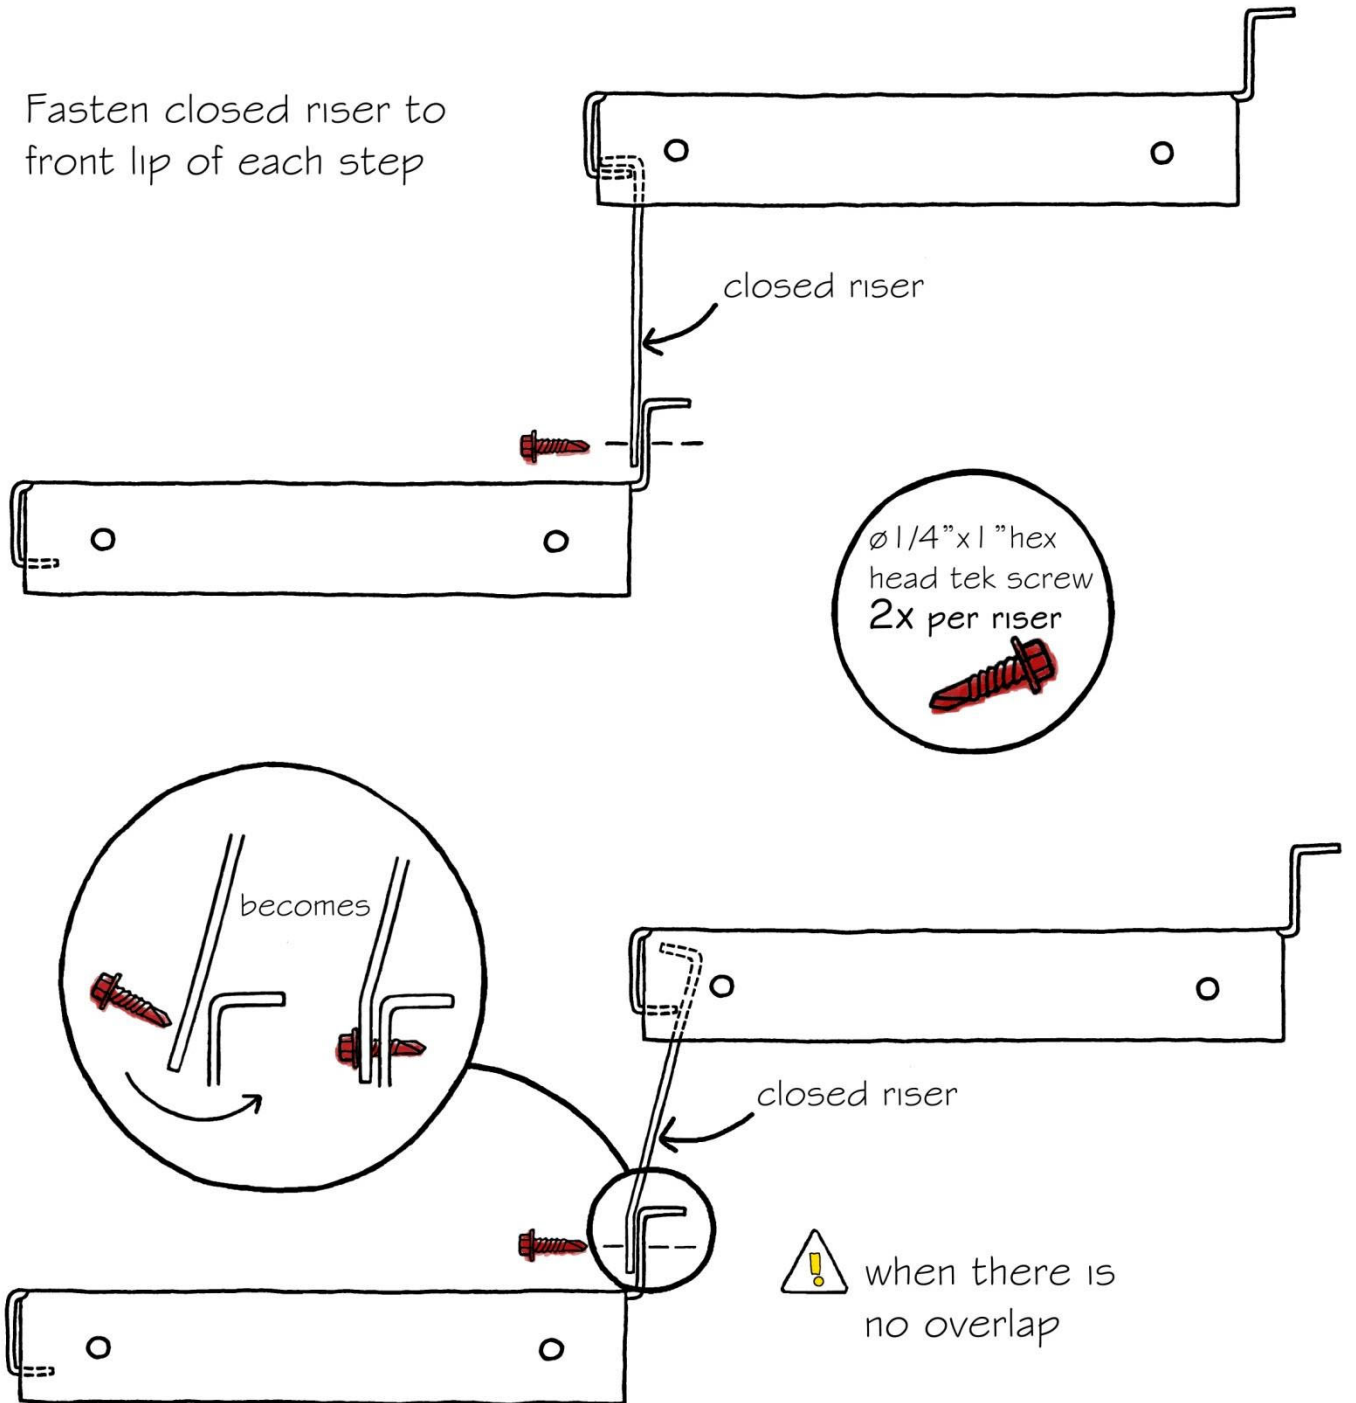 Fasten closed riser to
front lip of each step
closed riser
ø1/4"x1"hex
head tek screw
2x per riser
becomes
closed riser
when there is
no overlap